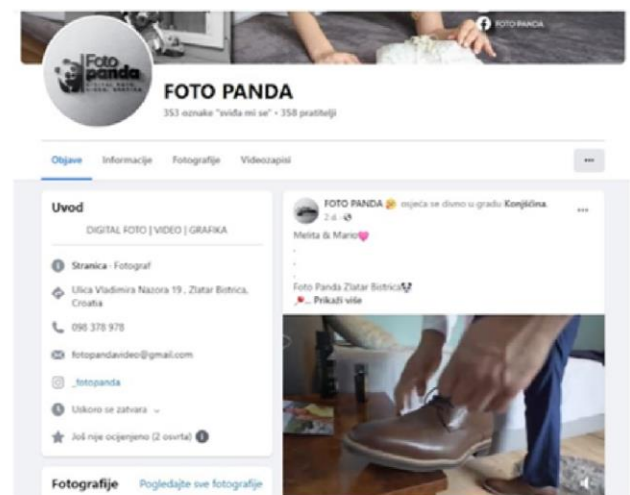 FOTO PANDA
Foto
panda
FOTO PANDA
353 oznake "sviđa mi se" • 358 pratitelji
Objave Informacije Fotografije Videozapisi
Uvod
DIGITAL FOTO | VIDEO | GRAFIKA
Stranica · Fotograf
Ulica Vladimira Nazora 19, Zlatar Bistrica,
Croatia
098 378 978
fotopandavideo@gmail.com
_fotopanda
Uskoro se zatvara
Još nije ocijenjeno (2 osvrta)
Fotografije Pogledajte sve fotografije
FOTO PANDA osjeća se divno u gradu Konjščina.
Melita & Mario
.
.
.
Foto Panda Zlatar Bistrica
... Prikaži više